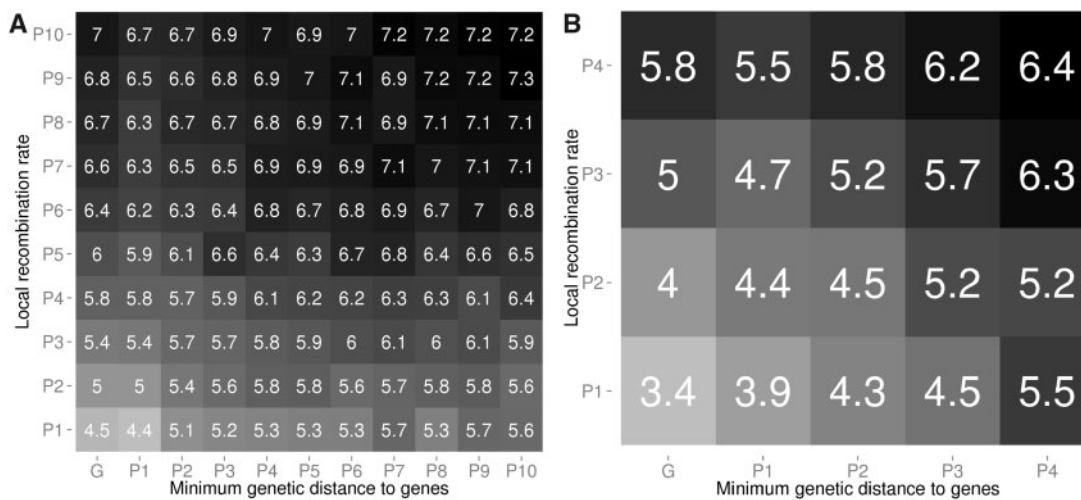 A
B
Local recombination rate
P10 7 6.7 6.7 6.9 7 6.9 7 7.2 7.2 7.2 7.2
P9 6.8 6.5 6.6 6.8 6.9 7 7.1 6.9 7.2 7.2 7.3
P8 6.7 6.3 6.7 6.7 6.8 6.9 7.1 6.9 7.1 7.1 7.1
P7 6.6 6.3 6.5 6.5 6.9 6.9 6.9 7.1 7 7.1 7.1
P6 6.4 6.2 6.3 6.4 6.8 6.7 6.8 6.9 6.7 7 6.8
P5 6 5.9 6.1 6.6 6.4 6.3 6.7 6.8 6.4 6.6 6.5
P4 5.8 5.8 5.7 5.9 6.1 6.2 6.2 6.3 6.3 6.1 6.4
P3 5.4 5.4 5.7 5.7 5.8 5.9 6 6.1 6 6.1 5.9
P2 5 5 5.4 5.6 5.8 5.8 5.6 5.7 5.8 5.8 5.6
P1 4.5 4.4 5.1 5.2 5.3 5.3 5.3 5.7 5.3 5.7 5.6
G P1 P2 P3 P4 P5 P6 P7 P8 P9 P10
Minimum genetic distance to genes
Local recombination rate
P4 5.8 5.5 5.8 6.2 6.4
P3 5 4.7 5.2 5.7 6.3
P2 4 4.4 4.5 5.2 5.2
P1 3.4 3.9 4.3 4.5 5.5
G P1 P2 P3 P4
Minimum genetic distance to genes